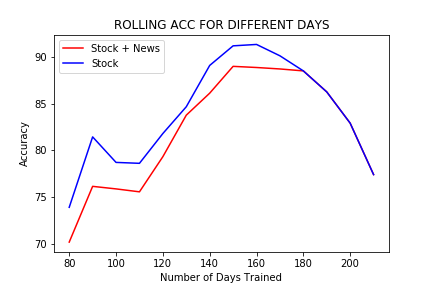 ROLLING ACC FOR DIFFERENT DAYS
Stock + News
Stock
90
85
80
75
70
Accuracy
80 100 120 140 160 180 200
Number of Days Trained